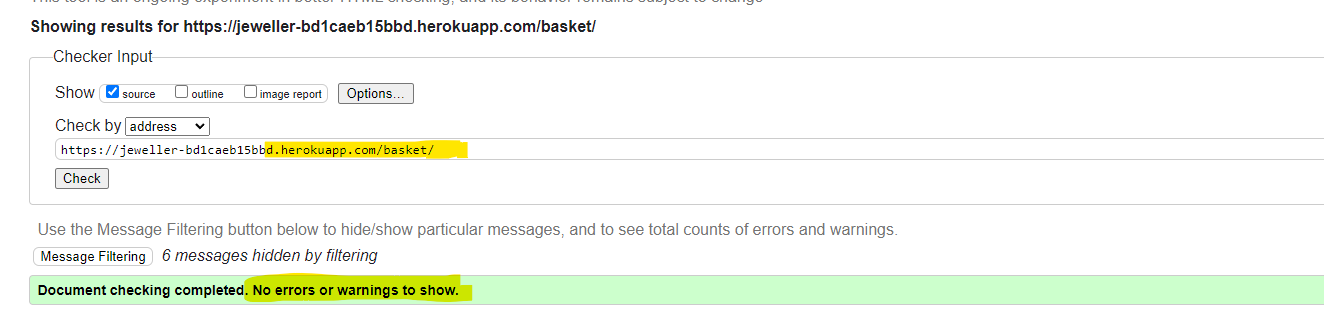 This tool is an ongoing experiment in better HTML checking, and its behavior remains subject to change
Showing results for https://jeweller-bd1caeb15bbd.herokuapp.com/basket/
Checker Input
Show source outline image report Options...
Check by address
https://jeweller-bd1caeb15bbd.herokuapp.com/basket/
Check
Use the Message Filtering button below to hide/show particular messages, and to see total counts of errors and warnings.
Message Filtering 6 messages hidden by filtering
Document checking completed. No errors or warnings to show.